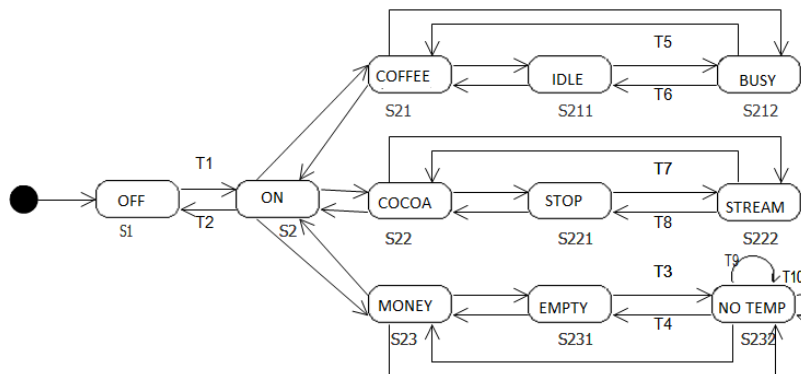 T5
COFFEE
IDLE
BUSY
T6
S21
S211
S212
T1
T7
OFF
ON
COCOA
STOP
STREAM
T2
T8
S1
S2
S22
S221
S222
T9
T3
T10
MONEY
EMPTY
NO TEMP
T4
S23
S231
S232